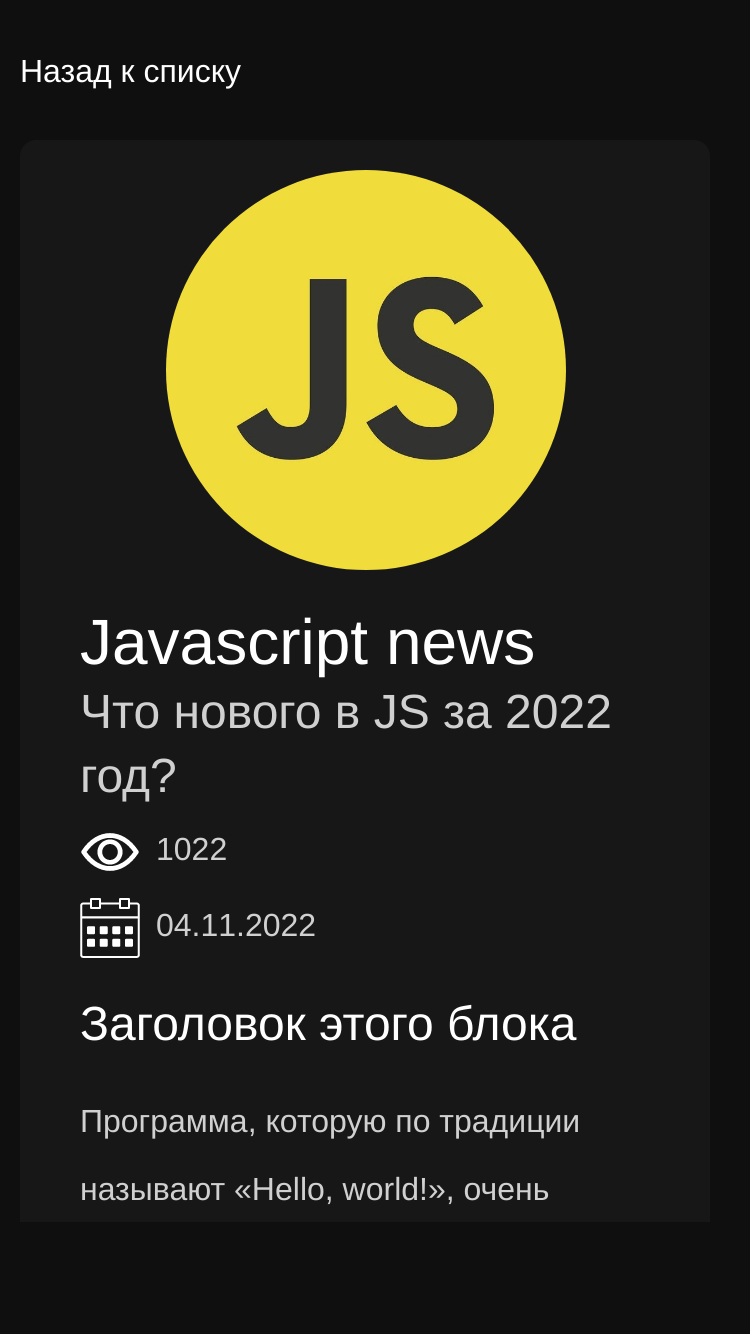 Назад к списку
JS
Javascript news
Что нового в JS за 2022
год?
1022
04.11.2022
Заголовок этого блока
Программа, которую по традиции
называют «Hello, world!», очень